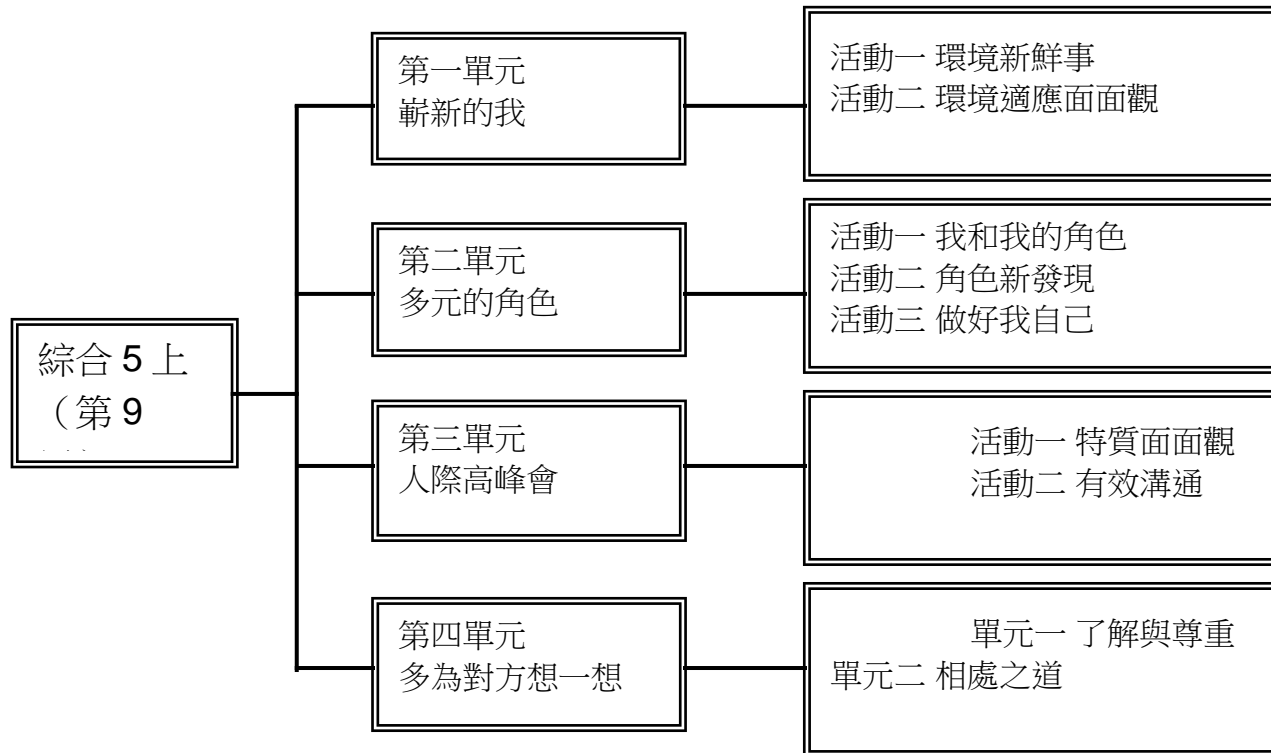 綜合 5 上
（第 9
第一單元
嶄新的我
活動一 環境新鮮事
活動二 環境適應面面觀
第二單元
多元的角色
活動一 我和我的角色
活動二 角色新發現
活動三 做好我自己
第三單元
人際高峰會
活動一 特質面面觀
活動二 有效溝通
第四單元
多為對方想一想
單元一 了解與尊重
單元二 相處之道